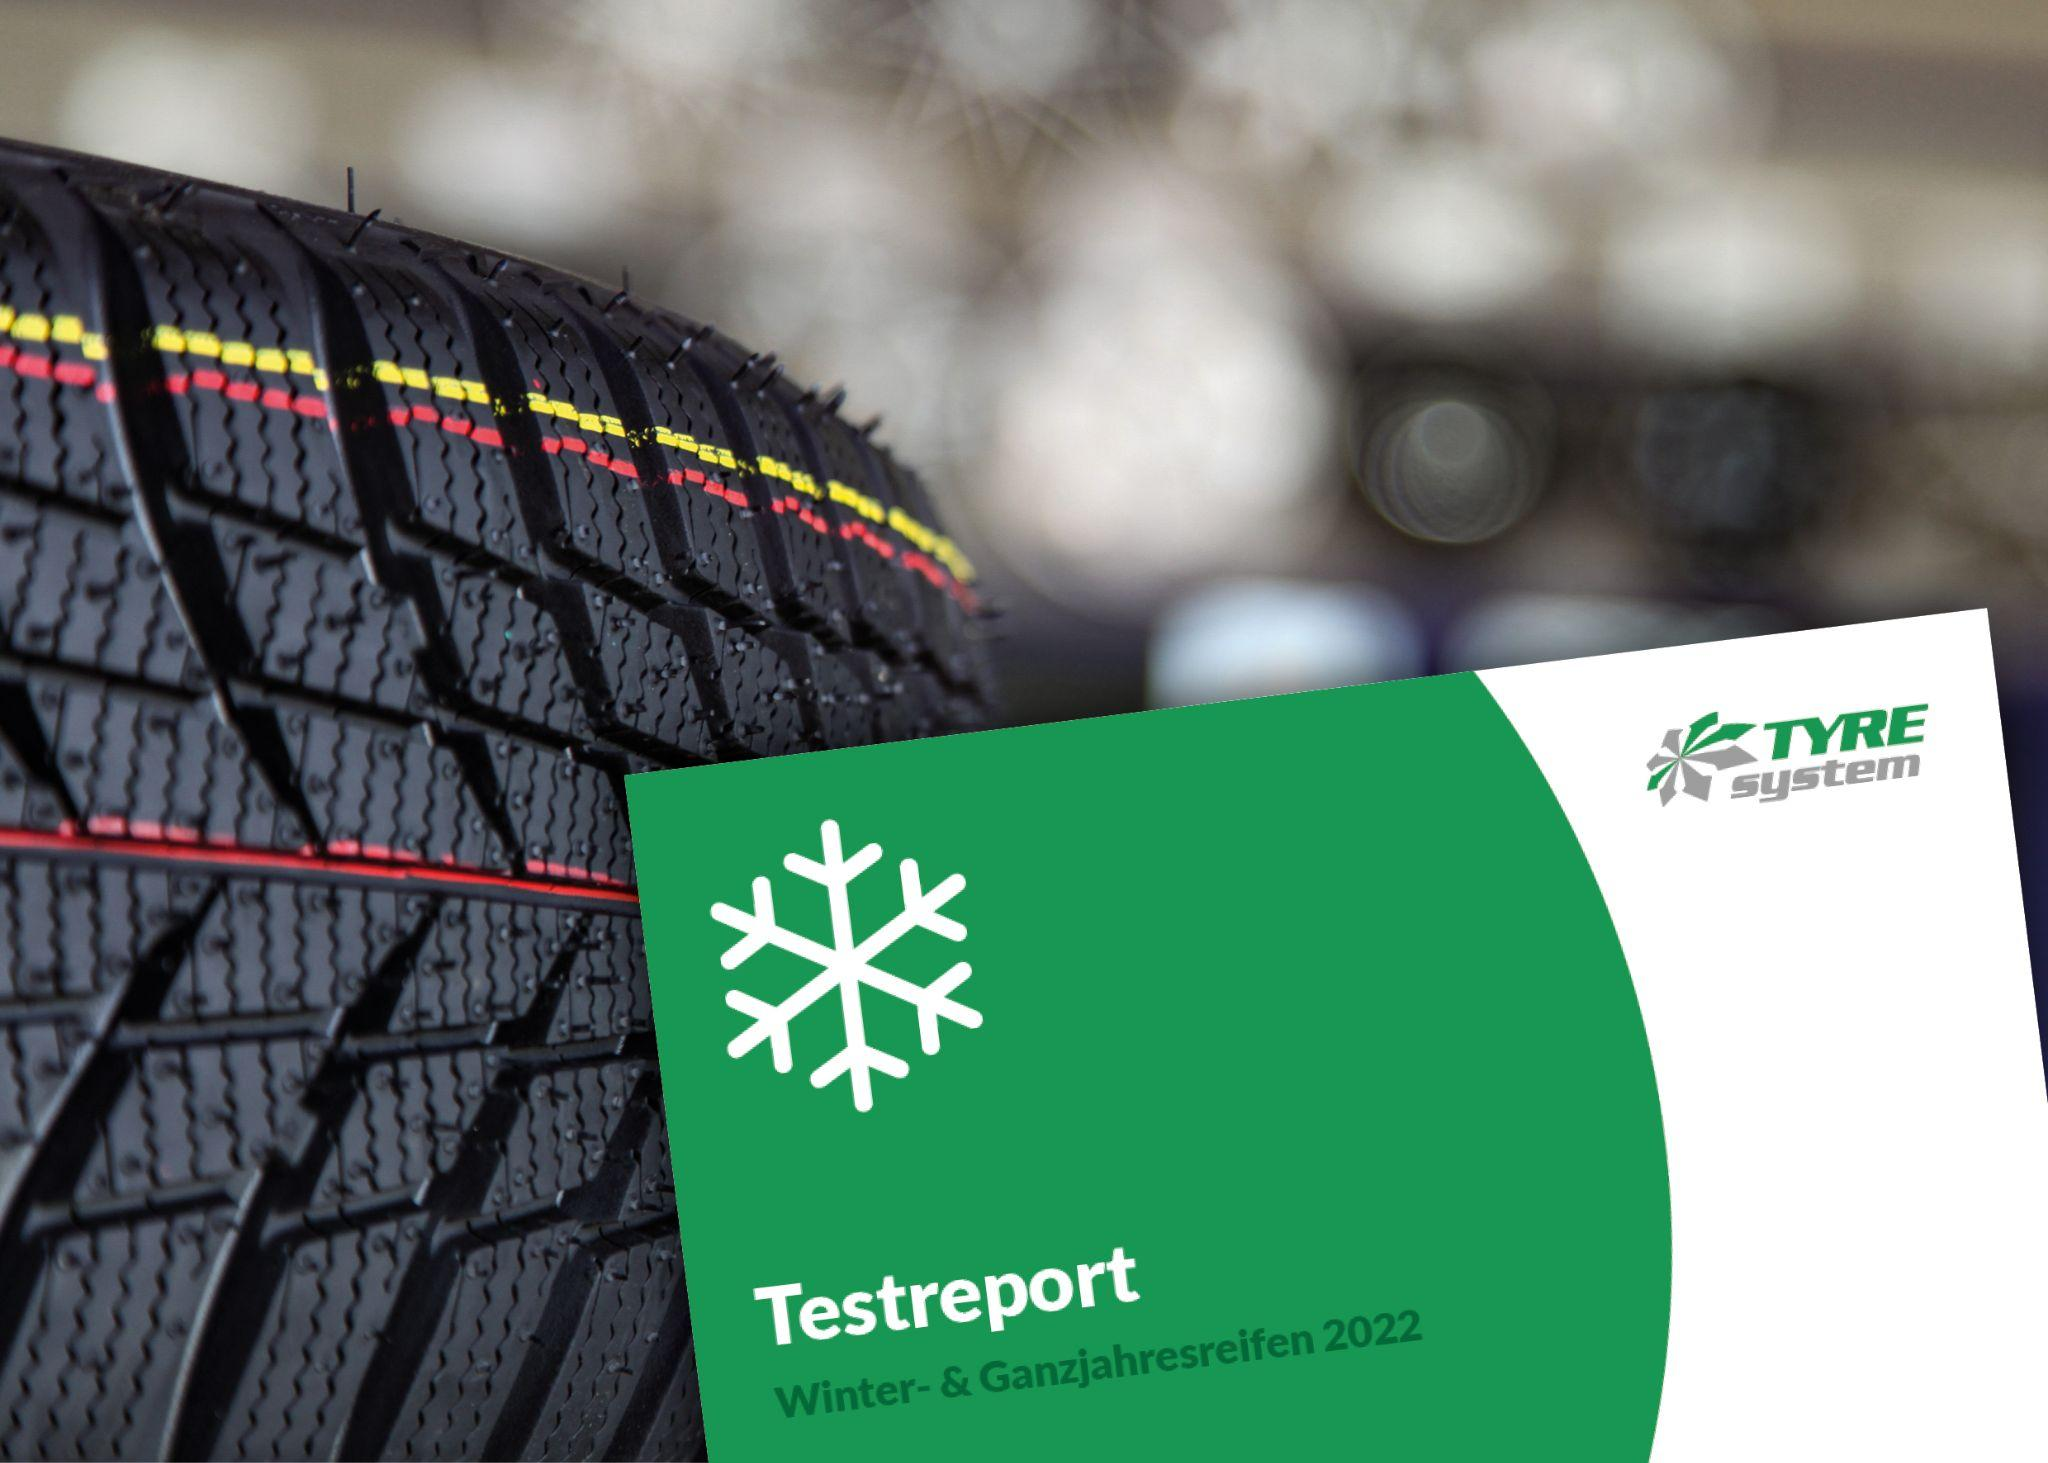 TYRE
system
Testreport
Winter- & Ganzjahresreifen 2022